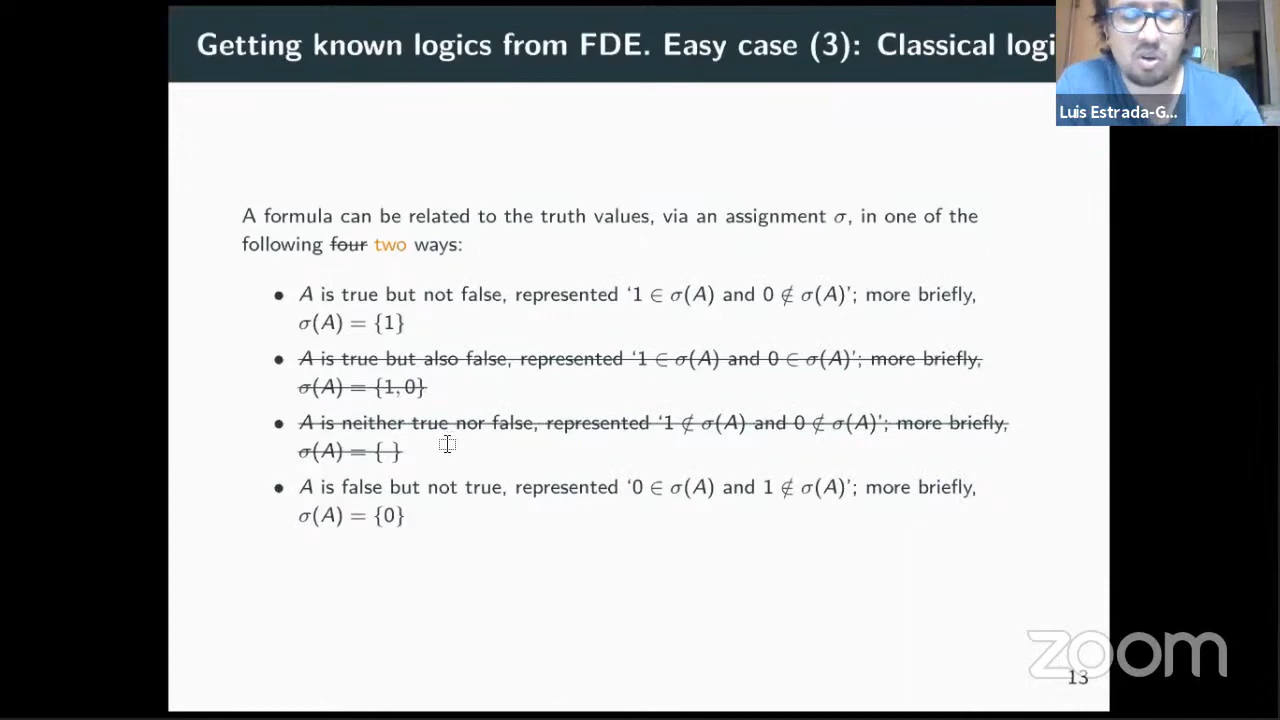 Getting known logics from FDE. Easy case (3): Classical logi
Luis Estrada-G...
A formula can be related to the truth values, via an assignment σ, in one of the
following four two ways:
• A is true but not false, represented ‘1 ∈ σ(A) and 0 ∉ σ(A)’; more briefly,
σ(A) = {1}
• A is true but also false, represented ‘1 ∈ σ(A) and 0 ∈ σ(A)’; more briefly,
σ(A) = {1, 0}
• A is neither true nor false, represented ‘1 ∉ σ(A) and 0 ∉ σ(A)’; more briefly,
σ(A) = { }
• A is false but not true, represented ‘0 ∈ σ(A) and 1 ∉ σ(A)’; more briefly,
σ(A) = {0}
zoom
13